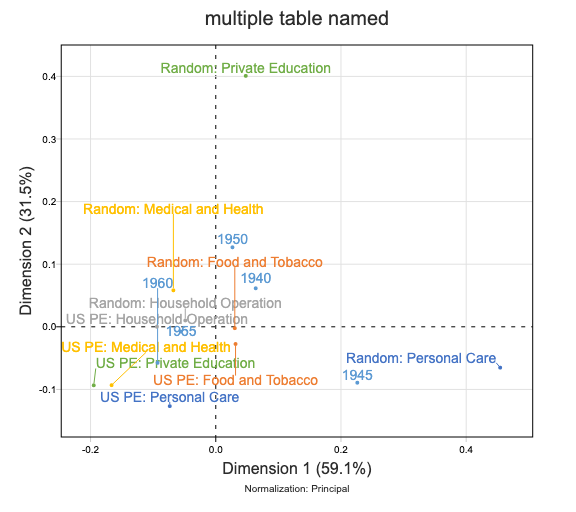 multiple table named
Random: Private Education
0.4
0.3
Random: Medical and Health
0.2
1950
Random: Food and Tobacco
0.1
1960
1940
Random: Household Operation
US PE: Household Operation
0.0
1955
US PE: Medical and Health
Random: Personal Care
US PE: Private Education
1945
US PE: Food and Tobacco
-0.1
US PE: Personal Care
Dimension 2 (31.5%)
-0.2 0.0 0.2 0.4
Dimension 1 (59.1%)
Normalization: Principal